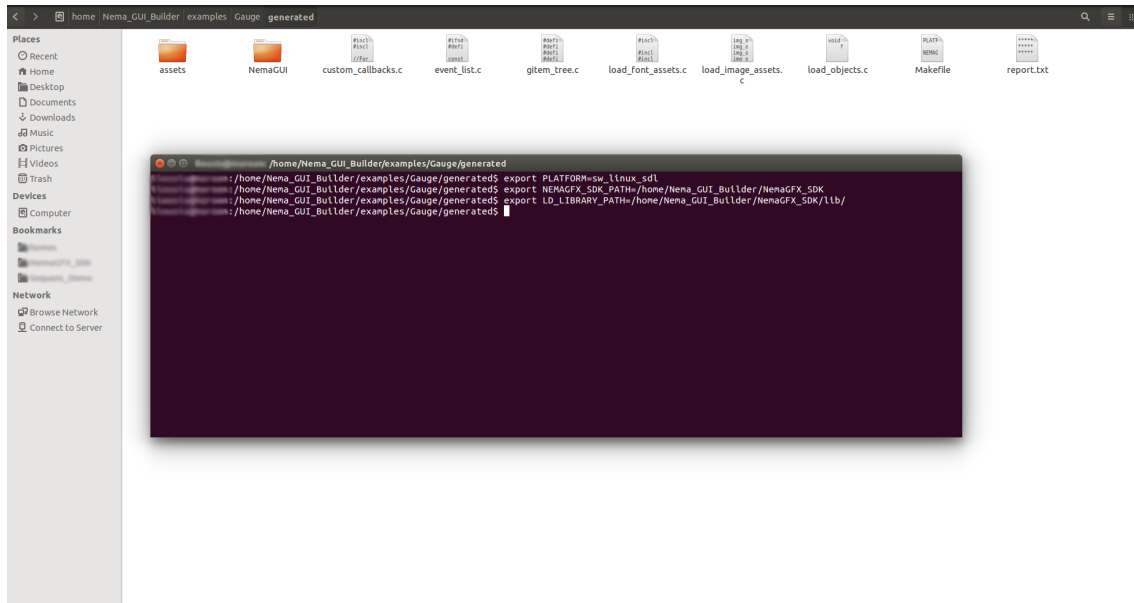 home Nema_GUI_Builder examples Gauge generated
Places
Recent
Home
Desktop
Documents
Downloads
Music
Pictures
Videos
Trash
Devices
Computer
Bookmarks
Network
Browse Network
Connect to Server
assets
NemaGUI
custom_callbacks.c
event_list.c
gitem_tree.c
load_font_assets.c
load_image_assets.
c
load_objects.c
Makefile
report.txt
/home/Nema_GUI_Builder/examples/Gauge/generated
:/home/Nema_GUI_Builder/examples/Gauge/generated$ export PLATFORM=sw_linux_sdl
:/home/Nema_GUI_Builder/examples/Gauge/generated$ export NEMAGFX_SDK_PATH=/home/Nema_GUI_Builder/NemaGFX_SDK
:/home/Nema_GUI_Builder/examples/Gauge/generated$ export LD_LIBRARY_PATH=/home/Nema_GUI_Builder/NemaGFX_SDK/lib/
:/home/Nema_GUI_Builder/examples/Gauge/generated$